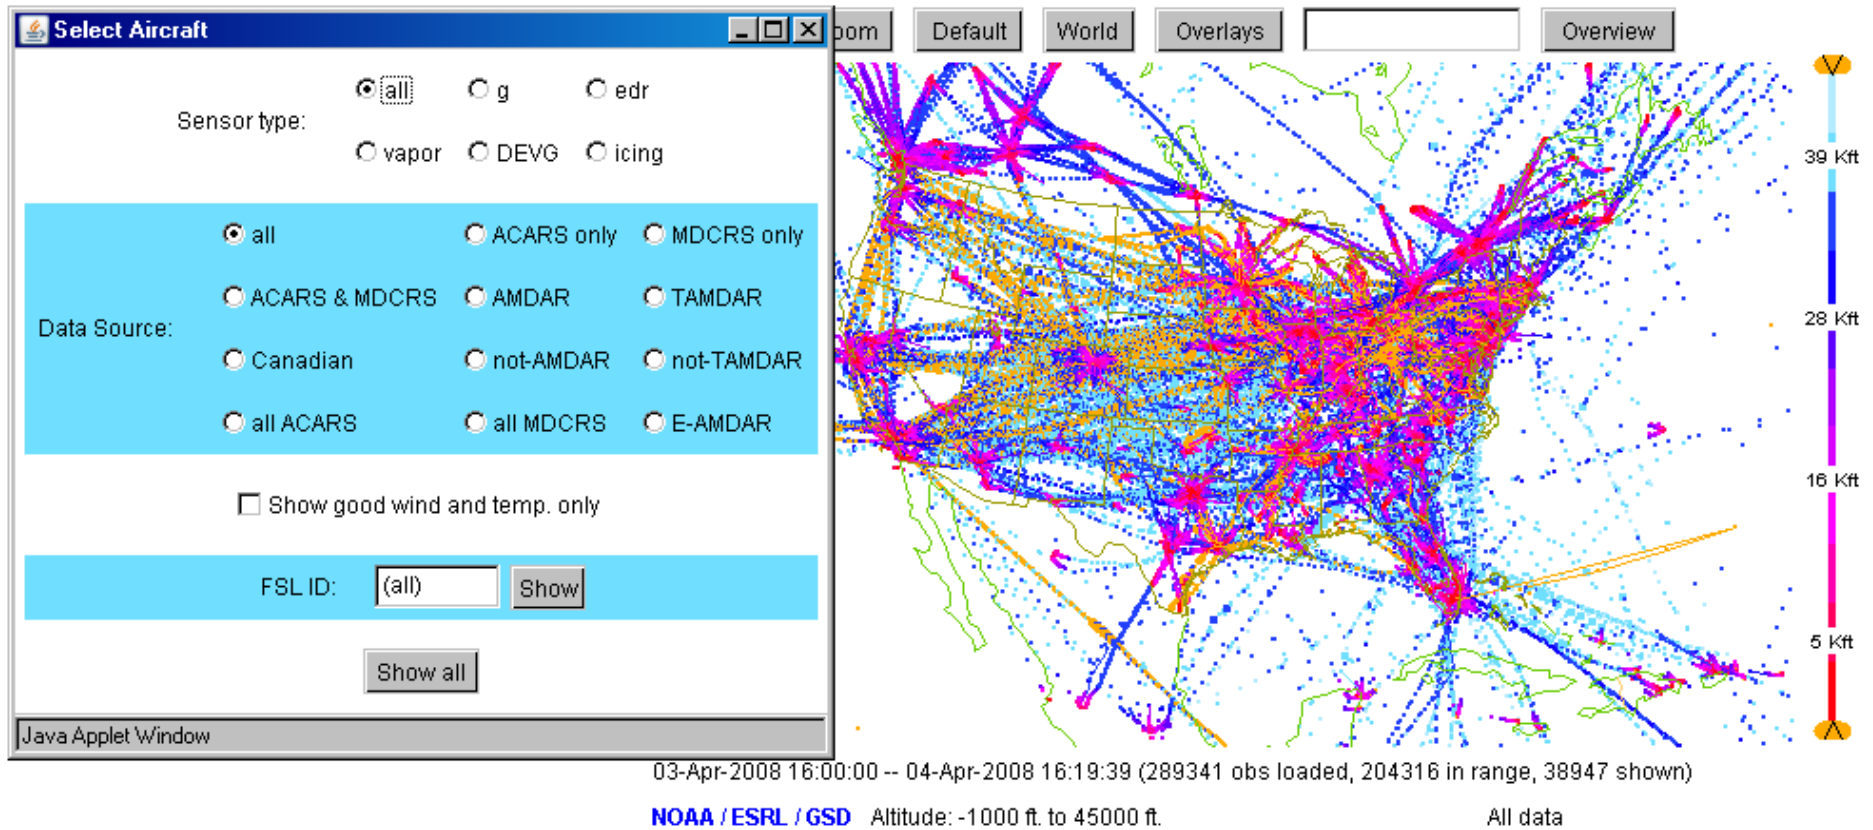 Select Aircraft
Default World Overlays Overview
all g edr
Sensor type:
vapor DEVG icing
all ACARS only MDCRS only
ACARS & MDCRS AMDAR TAMDAR
Data Source:
Canadian not-AMDAR not-TAMDAR
all ACARS all MDCRS E-AMDAR
Show good wind and temp. only
FSL ID: (all) Show
Show all
Java Applet Window
39 Kft
28 Kft
16 Kft
5 Kft
03-Apr-2008 16:00:00 -- 04-Apr-2008 16:19:39 (289341 obs loaded, 204316 in range, 38947 shown)
NOAA / ESRL / GSD Altitude: -1000 ft. to 45000 ft. All data